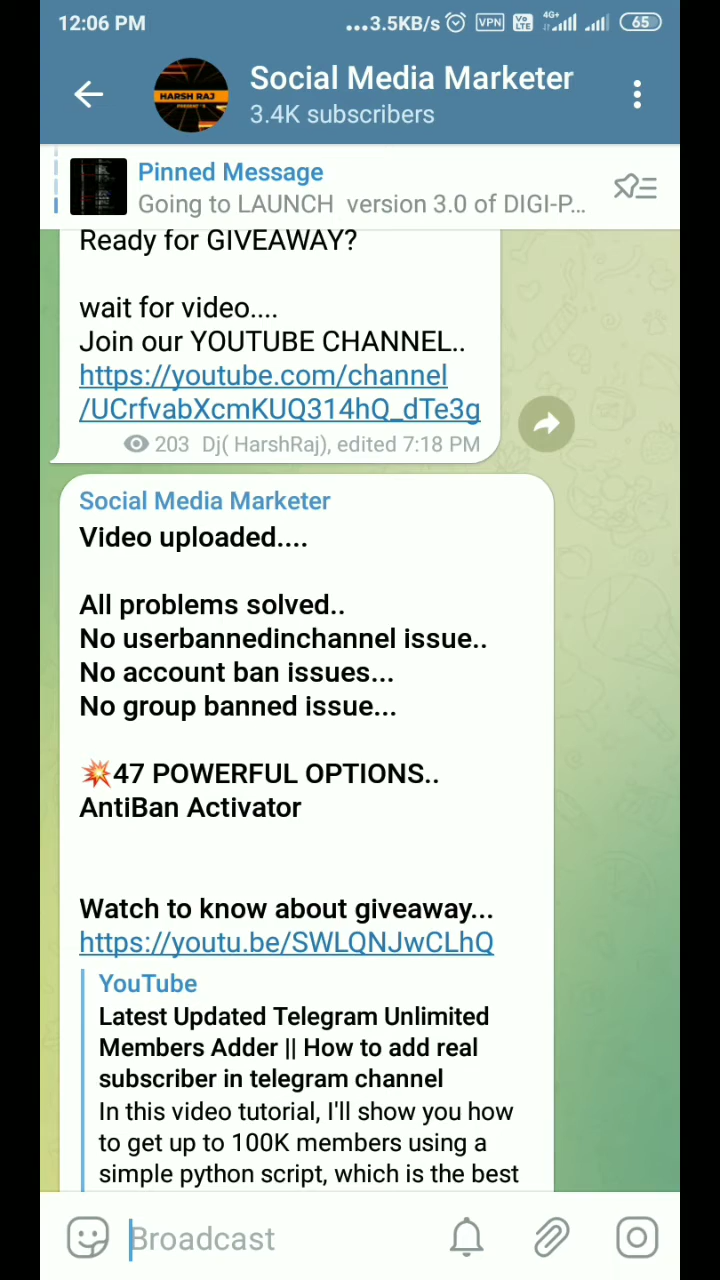 12:06 PM
...3.5KB/s VPN Vo LTE 4G+ 65
HARSH RAJ
Social Media Marketer
3.4K subscribers
Pinned Message
Going to LAUNCH version 3.0 of DIGI-P...
Ready for GIVEAWAY?
wait for video....
Join our YOUTUBE CHANNEL..
https://youtube.com/channel
/UCrfvabXcmKUQ314hQ_dTe3g
203 Dj( HarshRaj), edited 7:18 PM
Social Media Marketer
Video uploaded....
All problems solved..
No userbannedinchannel issue..
No account ban issues...
No group banned issue...
💥47 POWERFUL OPTIONS..
AntiBan Activator
Watch to know about giveaway...
https://youtu.be/SWLQNJwCLhQ
YouTube
Latest Updated Telegram Unlimited
Members Adder || How to add real
subscriber in telegram channel
In this video tutorial, I'll show you how
to get up to 100K members using a
simple python script, which is the best
Broadcast